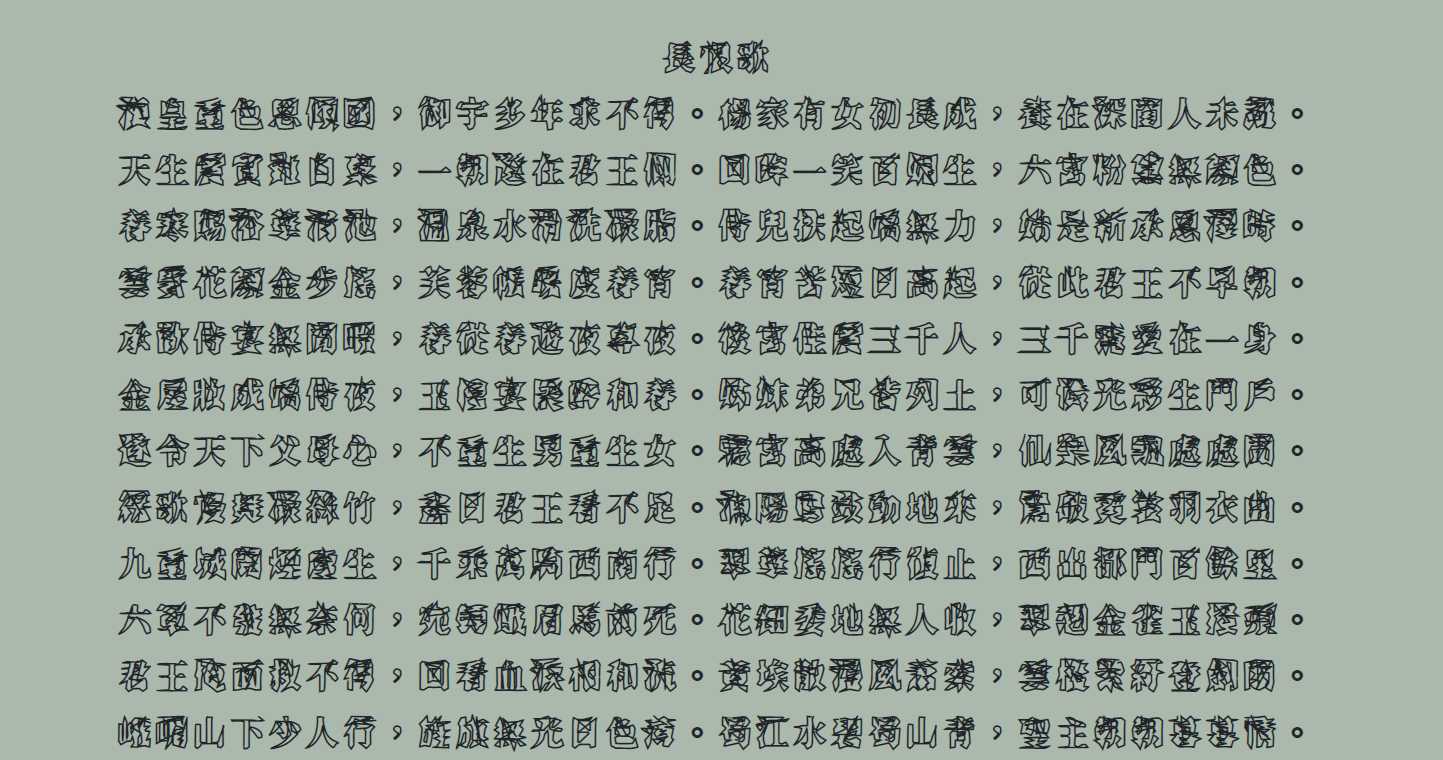 長恨歌
漢皇重色思傾國，御宇多年求不得。楊家有女初長成，養在深閨人未識。
天生麗質難自棄，一朝選在君王側。回眸一笑百媚生，六宮粉黛無顏色。
春寒賜浴華清池，溫泉水滑洗凝脂。侍兒扶起嬌無力，始是新承恩澤時。
雲鬢花顏金步搖，芙蓉帳暖度春宵。春宵苦短日高起，從此君王不早朝。
承歡侍宴無閒暇，春從春遊夜專夜。後宮佳麗三千人，三千寵愛在一身。
金屋妝成嬌侍夜，玉樓宴罷醉和春。姊妹弟兄皆列土，可憐光彩生門戶。
遂令天下父母心，不重生男重生女。驪宮高處入青雲，仙樂風飄處處聞。
緩歌慢舞凝絲竹，盡日君王看不足。漁陽鼙鼓動地來，驚破霓裳羽衣曲。
九重城闕煙塵生，千乘萬騎西南行。翠華搖搖行復止，西出都門百餘里。
六軍不發無奈何，宛轉蛾眉馬前死。花鈿委地無人收，翠翹金雀玉搔頭。
君王掩面救不得，回看血淚相和流。黃埃散漫風蕭索，雲棧縈紆登劍閣。
峨嵋山下少人行，旌旗無光日色薄。蜀江水碧蜀山青，聖主朝朝暮暮情。